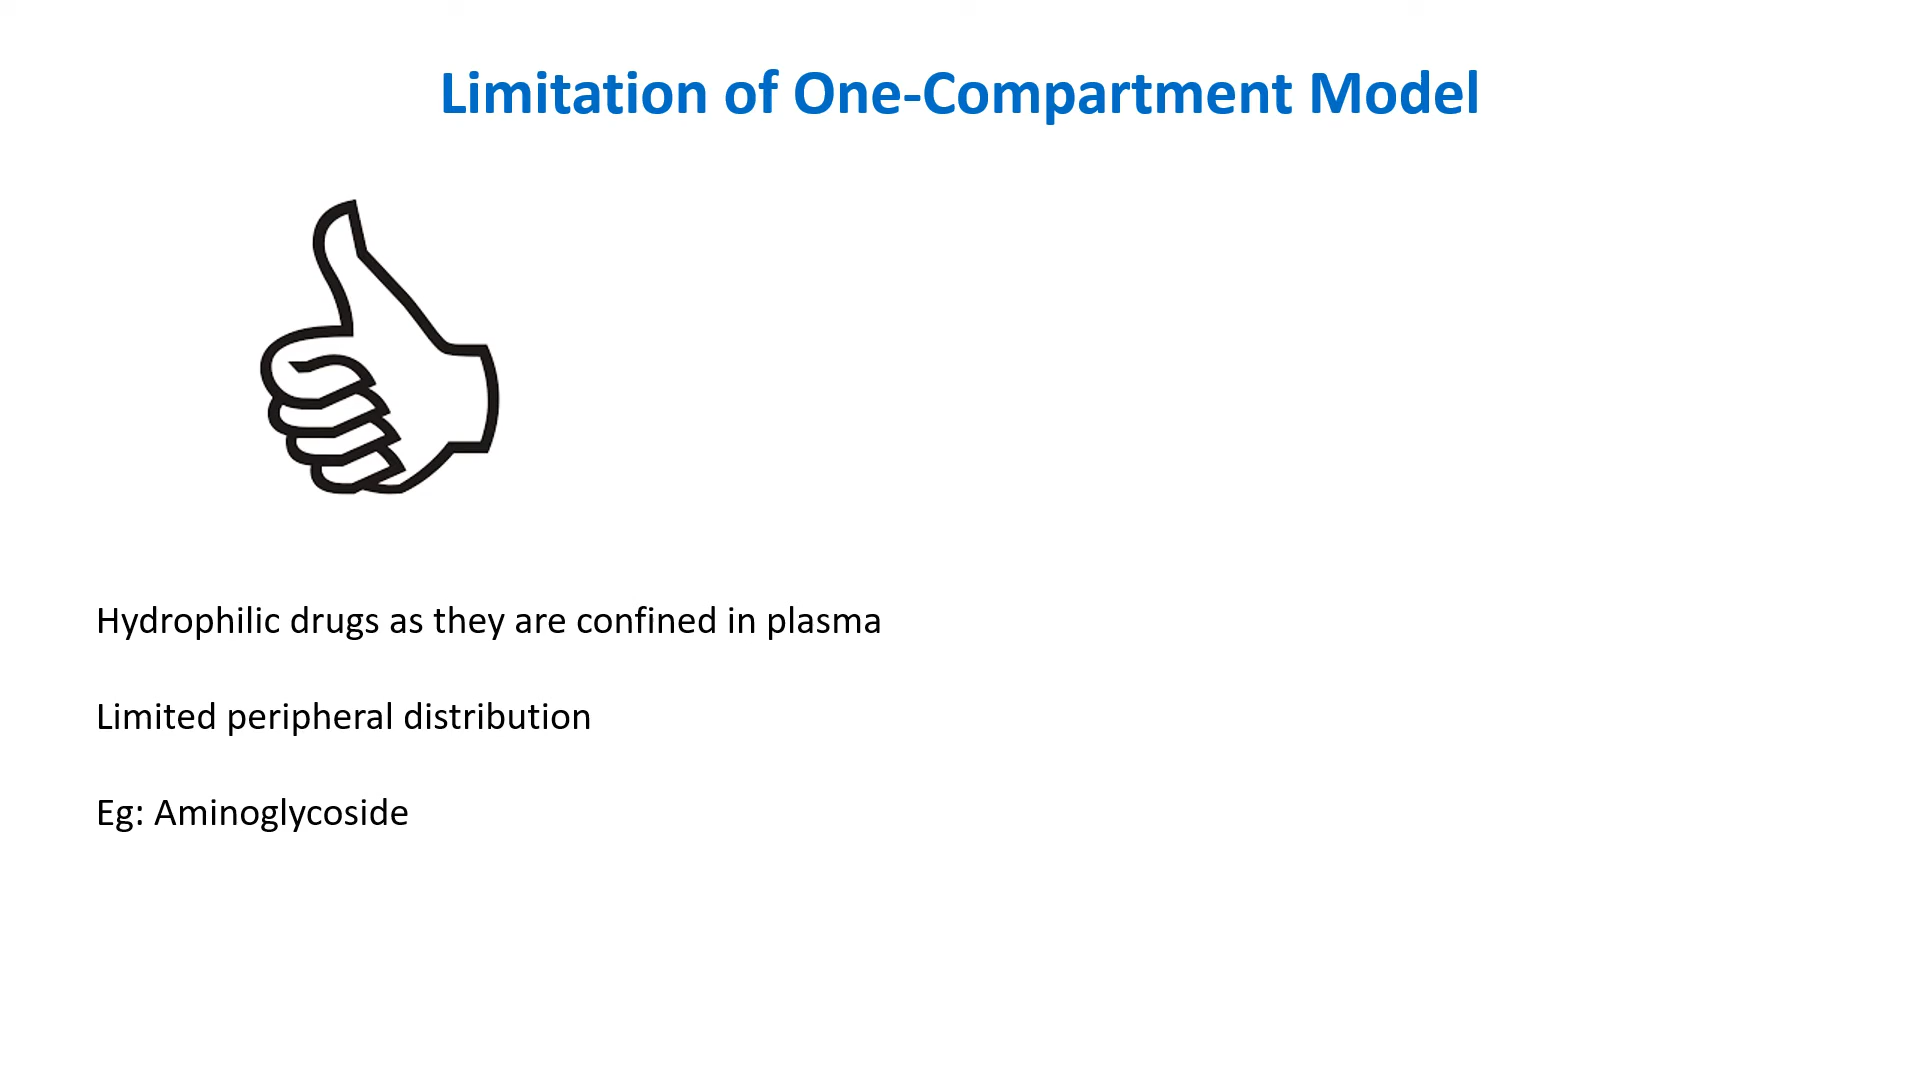 Limitation of One-Compartment Model
Hydrophilic drugs as they are confined in plasma
Limited peripheral distribution
Eg: Aminoglycoside